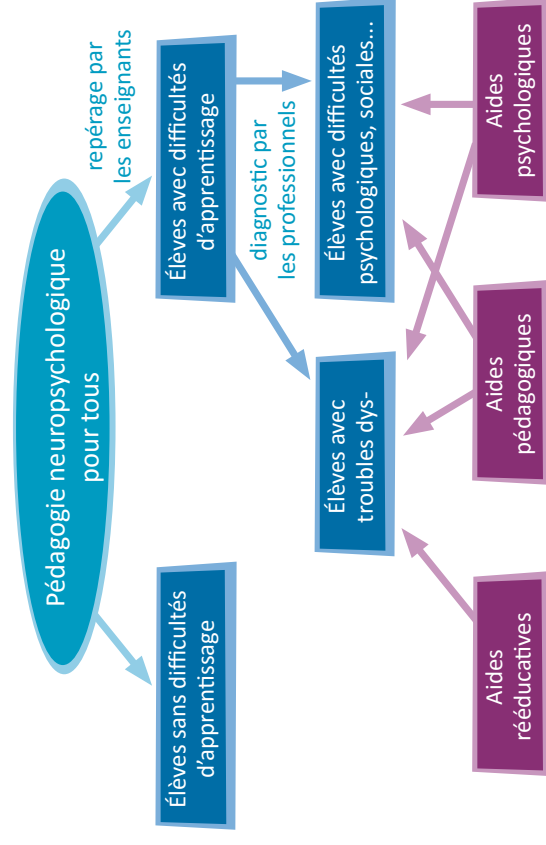 Pédagogie neuropsychologique
pour tous
repérage par
les enseignants
Élèves sans difficultés
d'apprentissage
Élèves avec difficultés
d'apprentissage
diagnostic par
les professionnels
Élèves avec
troubles dys-
Élèves avec difficultés
psychologiques, sociales...
Aides
rééducatives
Aides
pédagogiques
Aides
psychologiques